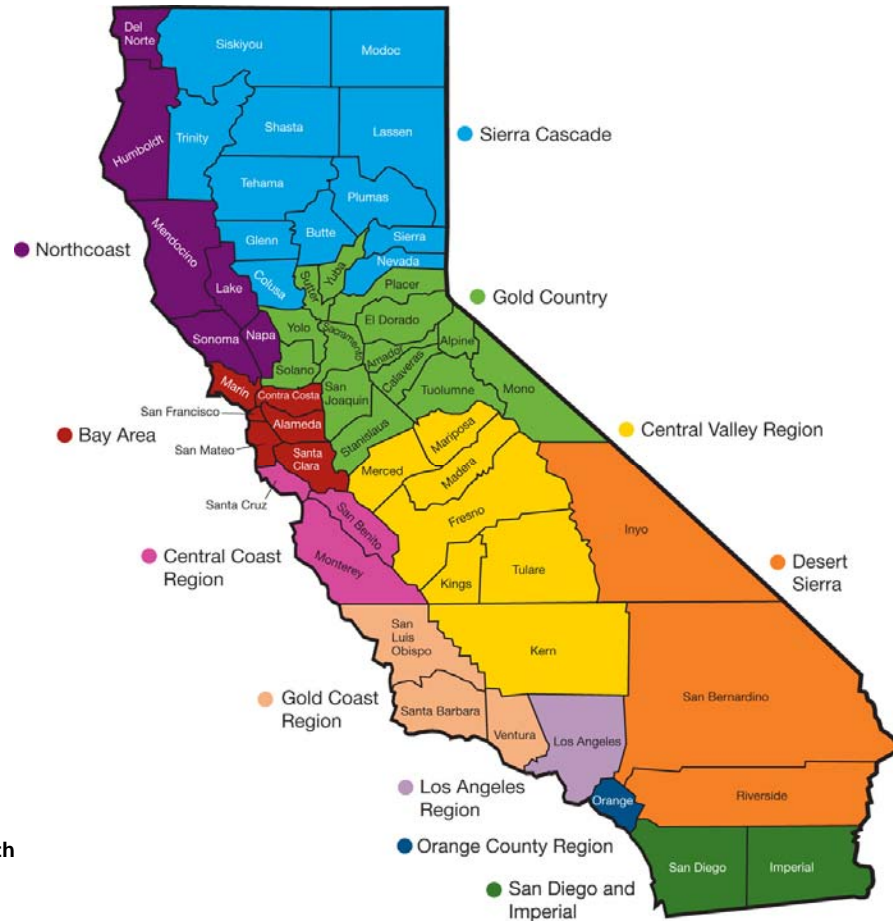 Del
Norte
Siskiyou
Modoc
Humboldt
Trinity
Shasta
Lassen
Sierra Cascade
Tehama
Plumas
Mendocino
Glenn
Butte
Sierra
Northcoast
Nevada
Lake
Colusa
Sutter
Yuba
Placer
Gold Country
Sonoma
Napa
Yolo
Sacramento
El Dorado
Alpine
Solano
Amador
Calaveras
Marin
Contra Costa
San
Joaquin
Tuolumne
Mono
San Francisco
Alameda
Stanislaus
Mariposa
Central Valley Region
Bay Area
San Mateo
Santa
Clara
Merced
Madera
Santa Cruz
San Benito
Fresno
Inyo
Central Coast
Region
Monterey
Kings
Tulare
Desert
Sierra
San
Luis
Obispo
Kern
San Bernardino
Gold Coast
Region
Santa Barbara
Ventura
Los Angeles
Los Angeles
Region
Orange
Riverside
Orange County Region
th
San Diego
Imperial
San Diego and
Imperial